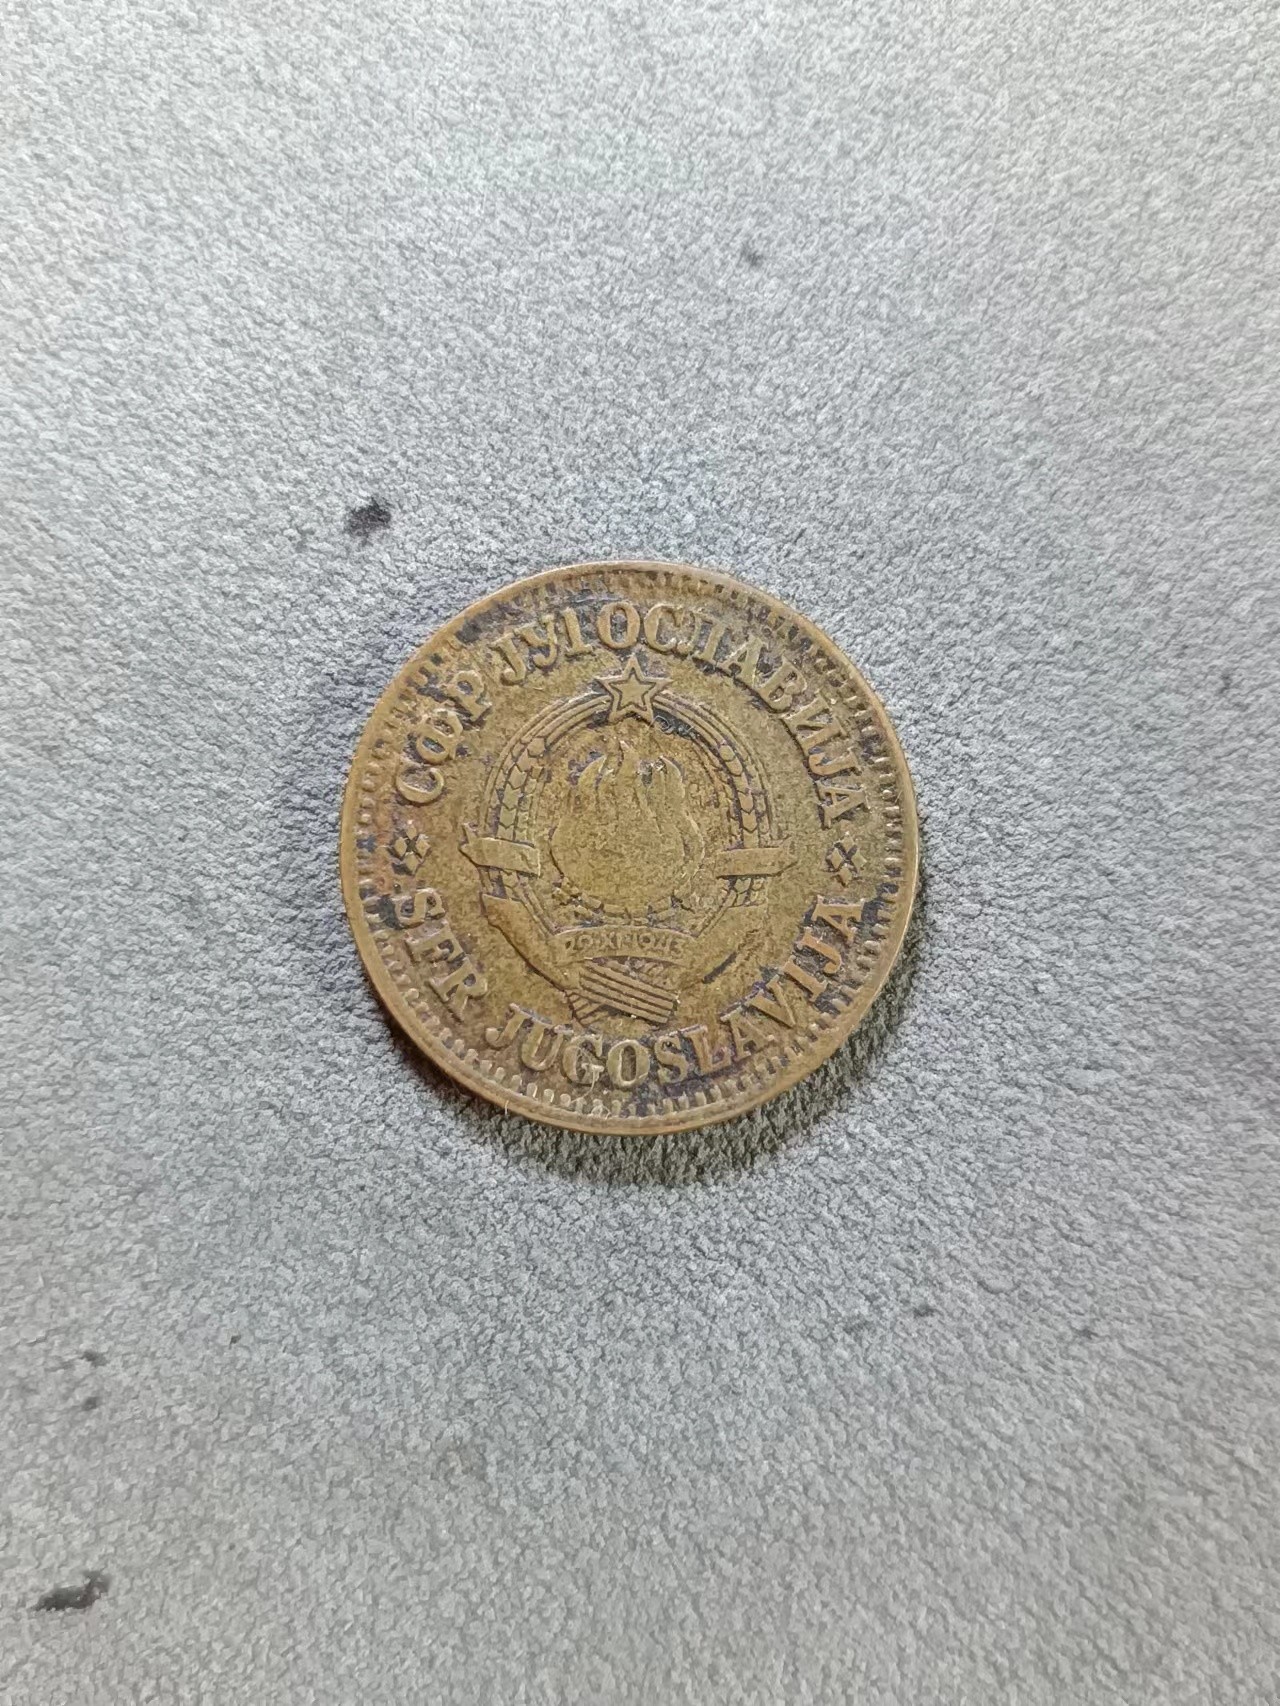 СФР ЈУГОСЛАВИЈА
SFR JUGOSLAVIJA
29·XI·1943